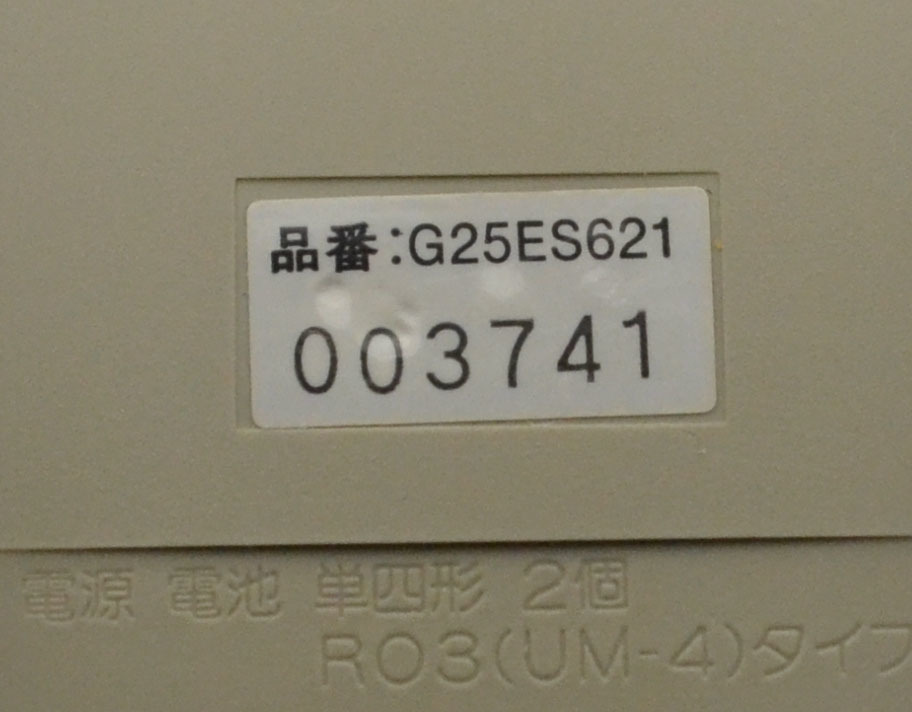 品番:G25ES621
003741
電源 電池 単四形 2個
R03(UM-4)タイプ